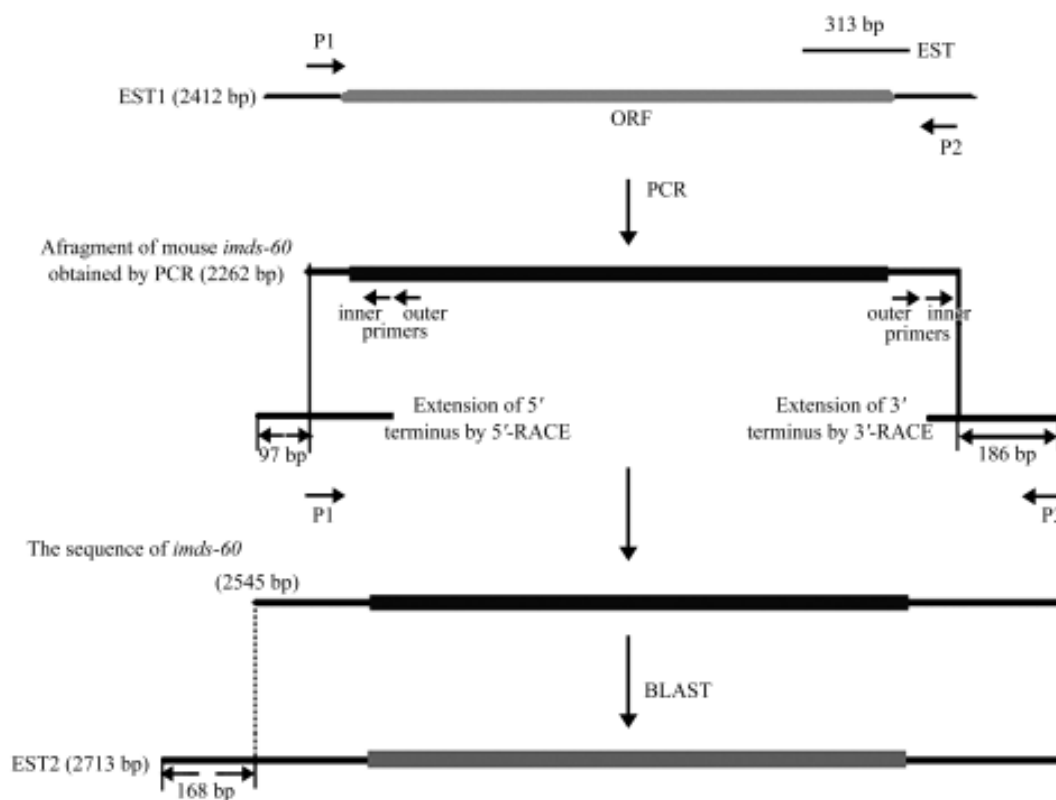 313 bp
P1
EST
EST1 (2412 bp)
ORF
P2
PCR
Afragment of mouse imds-60
obtained by PCR (2262 bp)
inner outer
primers
outer inner
primers
Extension of 5′
terminus by 5′-RACE
Extension of 3′
terminus by 3′-RACE
97 bp
186 bp
P1
The sequence of imds-60
(2545 bp)
BLAST
EST2 (2713 bp)
168 bp